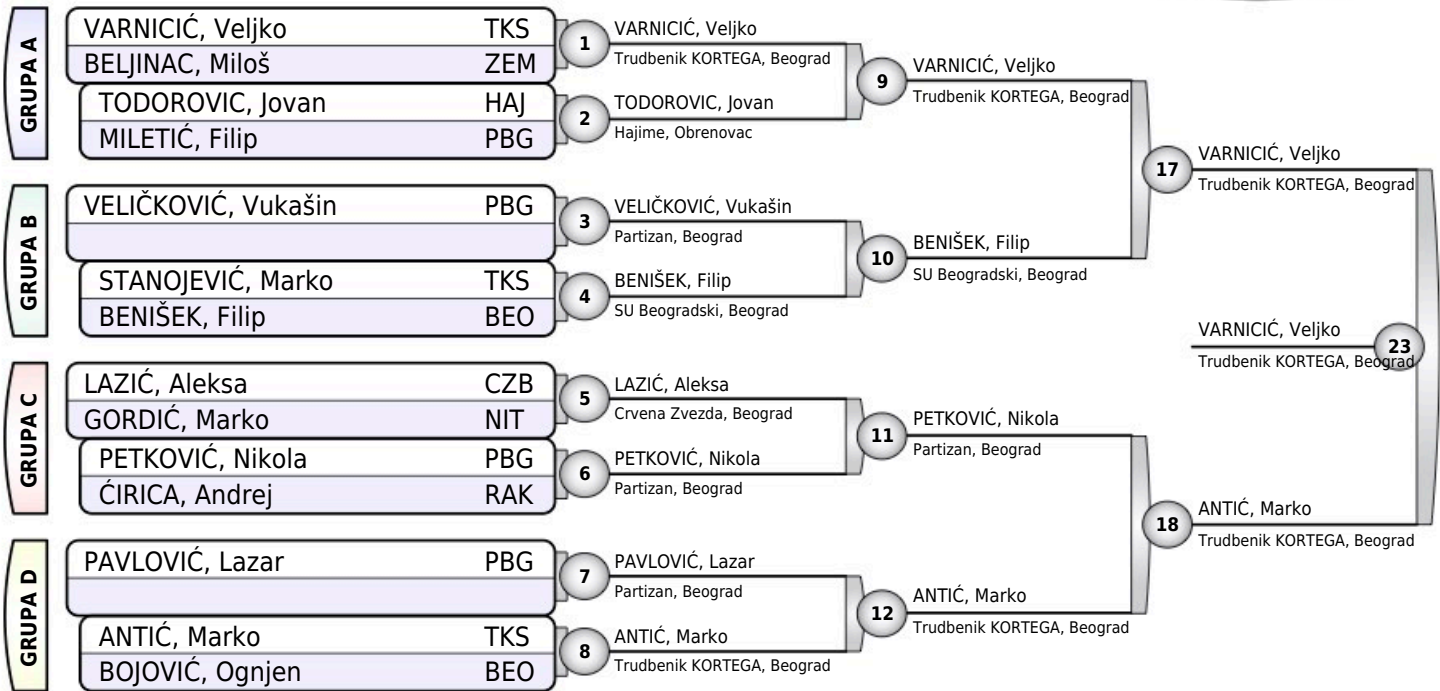 GRUPA A
VARNICIĆ, Veljko TKS
BELJINAC, Miloš ZEM
TODOROVIC, Jovan HAJ
MILETIĆ, Filip PBG
GRUPA B
VELIČKOVIĆ, Vukašin PBG
STANOJEVIĆ, Marko TKS
BENIŠEK, Filip BEO
GRUPA C
LAZIĆ, Aleksa CZB
GORDIĆ, Marko NIT
PETKOVIĆ, Nikola PBG
ĆIRICA, Andrej RAK
GRUPA D
PAVLOVIĆ, Lazar PBG
ANTIĆ, Marko TKS
BOJOVIĆ, Ognjen BEO
1
VARNICIĆ, Veljko
Trudbenik KORTEGA, Beograd
2
TODOROVIC, Jovan
Hajime, Obrenovac
3
VELIČKOVIĆ, Vukašin
Partizan, Beograd
4
BENIŠEK, Filip
SU Beogradski, Beograd
5
LAZIĆ, Aleksa
Crvena Zvezda, Beograd
6
PETKOVIĆ, Nikola
Partizan, Beograd
7
PAVLOVIĆ, Lazar
Partizan, Beograd
8
ANTIĆ, Marko
Trudbenik KORTEGA, Beograd
9
VARNICIĆ, Veljko
Trudbenik KORTEGA, Beograd
10
BENIŠEK, Filip
SU Beogradski, Beograd
11
PETKOVIĆ, Nikola
Partizan, Beograd
12
ANTIĆ, Marko
Trudbenik KORTEGA, Beograd
17
VARNICIĆ, Veljko
Trudbenik KORTEGA, Beograd
18
ANTIĆ, Marko
Trudbenik KORTEGA, Beograd
23
VARNICIĆ, Veljko
Trudbenik KORTEGA, Beograd